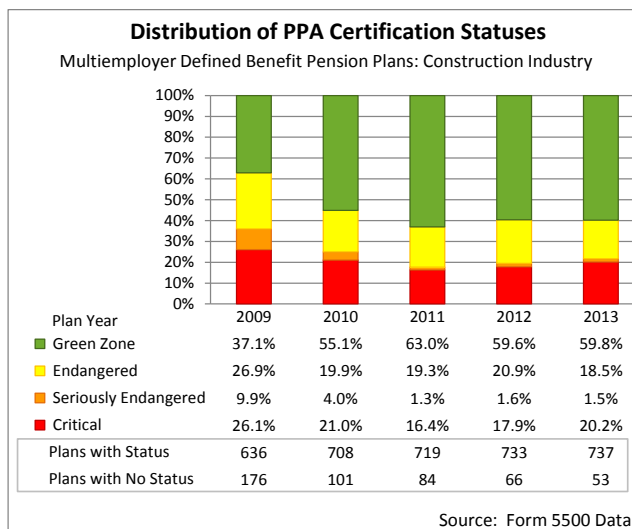 Distribution of PPA Certification Statuses
Multiemployer Defined Benefit Pension Plans: Construction Industry
100%
90%
80%
70%
60%
50%
40%
30%
20%
10%
0%
Plan Year 2009 2010 2011 2012 2013
Green Zone 37.1% 55.1% 63.0% 59.6% 59.8%
Endangered 26.9% 19.9% 19.3% 20.9% 18.5%
Seriously Endangered 9.9% 4.0% 1.3% 1.6% 1.5%
Critical 26.1% 21.0% 16.4% 17.9% 20.2%
Plans with Status 636 708 719 733 737
Plans with No Status 176 101 84 66 53
Source: Form 5500 Data